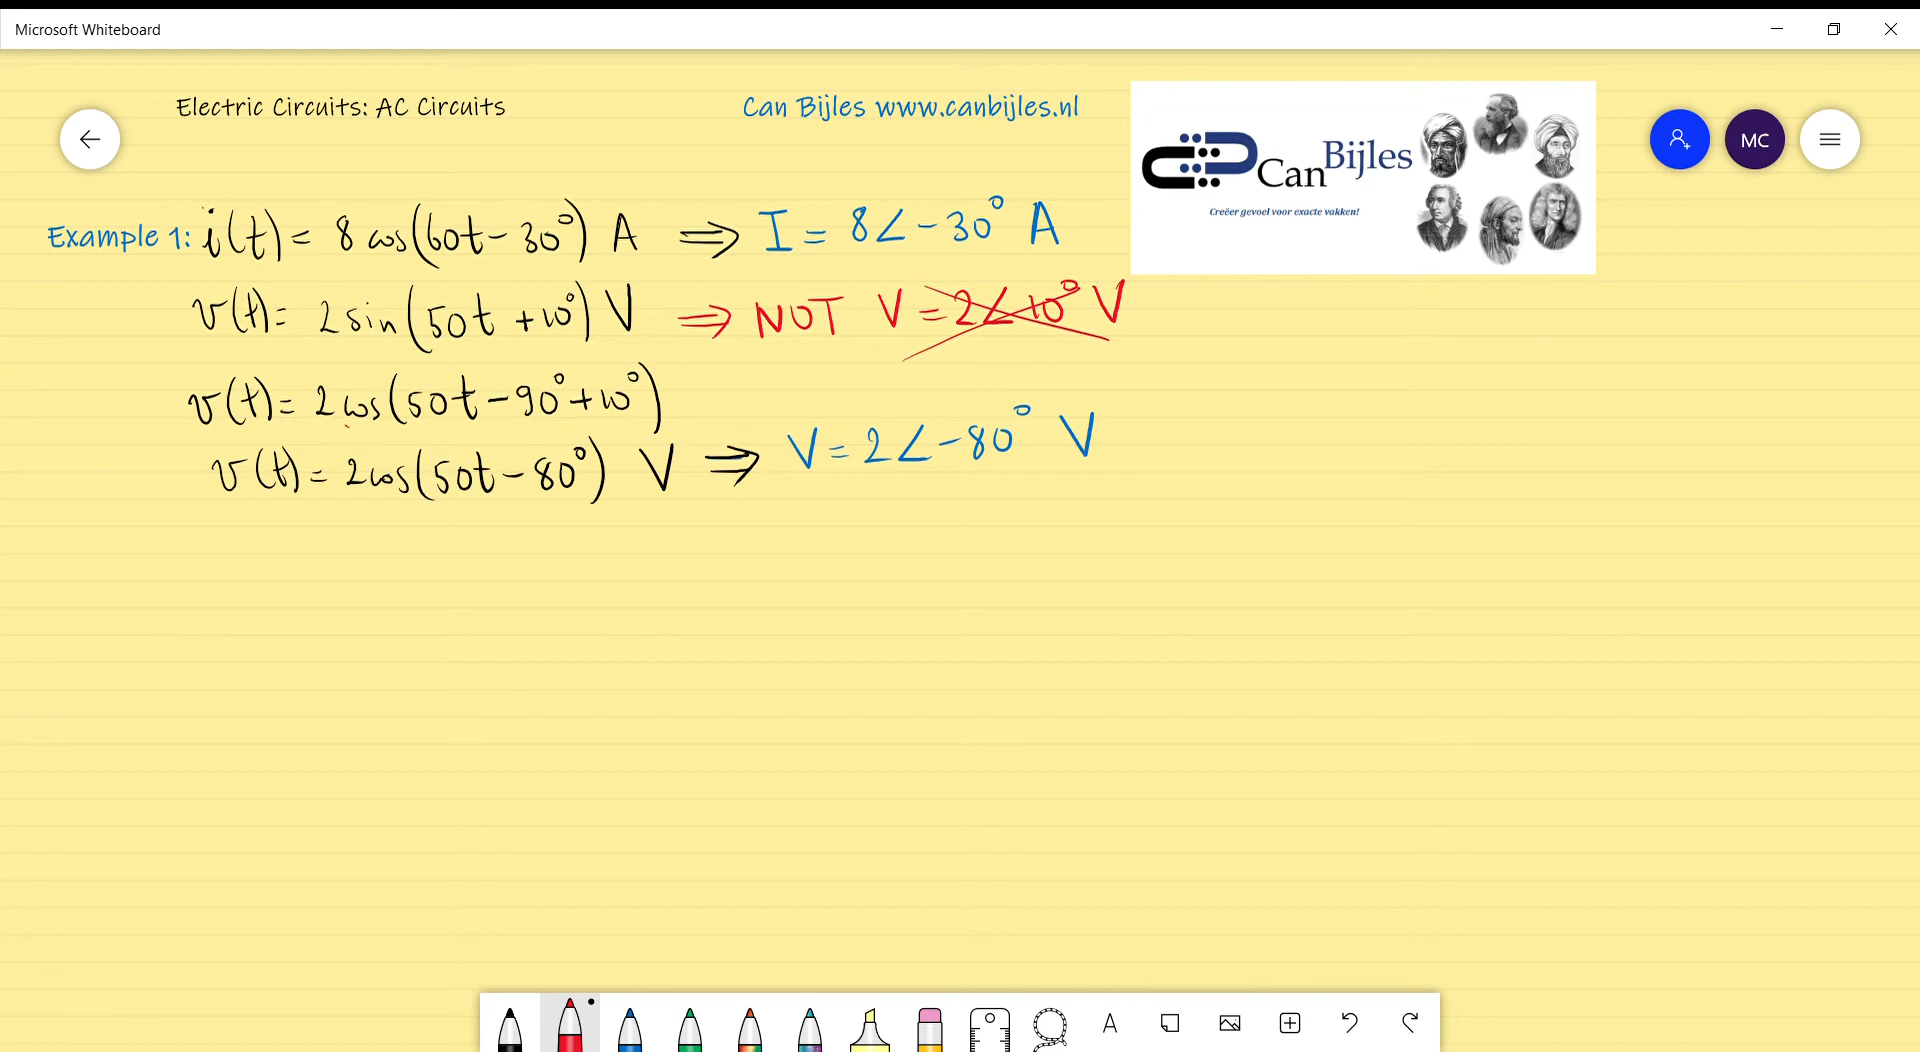 Microsoft Whiteboard
Electric Circuits: AC Circuits
Can Bijles www.canbijles.nl
Can Bijles
Creëer gevoel voor exacte vakken!
MC
Example 1: i(t) = 8 cos(60t - 30°) A ⇒ I = 8∠-30° A
v(t) = 2 sin(50t + 10°) V ⇒ NOT V = 2∠10° V
v(t) = 2 cos(50t - 90° + 10°)
v(t) = 2 cos(50t - 80°) V ⇒ V = 2∠-80° V
A